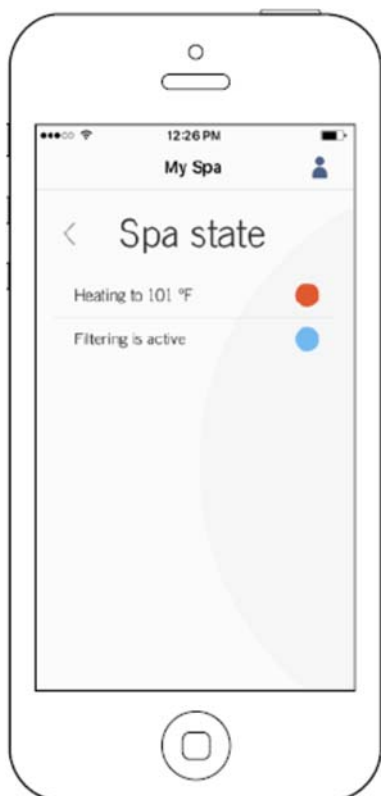 12:26 PM
My Spa
Spa state
Heating to 101 °F
Filtering is active